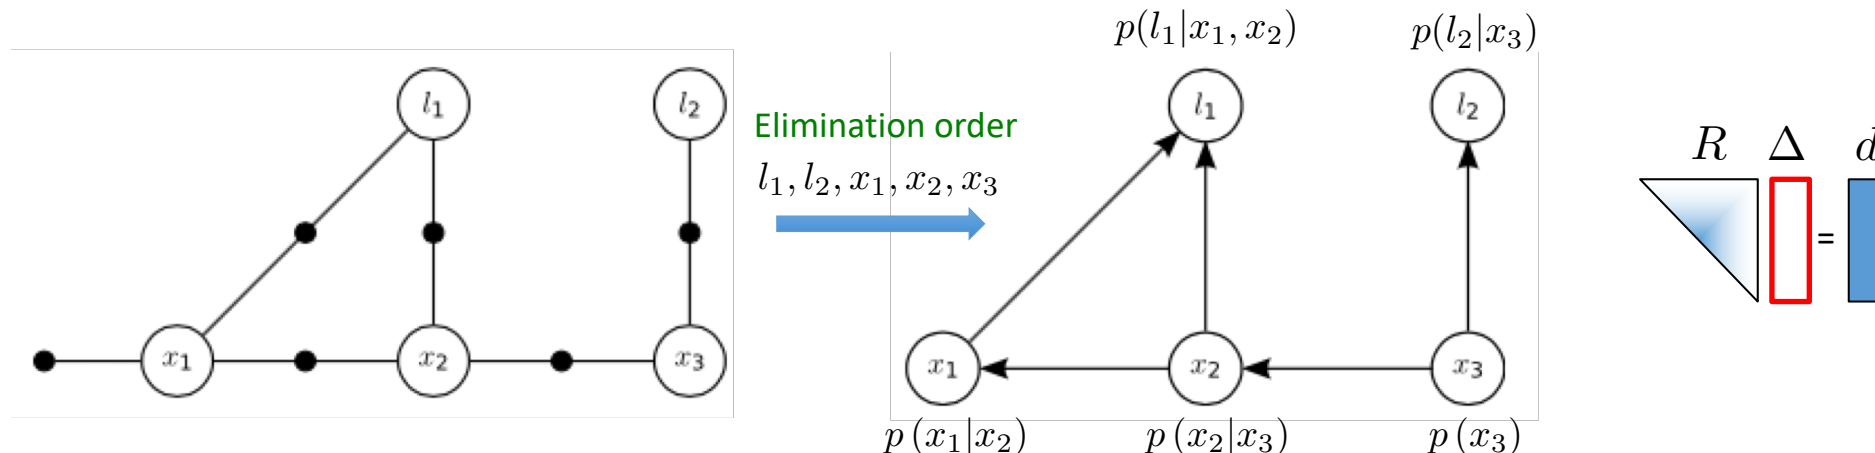 l₁
l₂
x₁
x₂
x₃
Elimination order
l₁, l₂, x₁, x₂, x₃
p(l₁|x₁, x₂)
p(l₂|x₃)
l₁
l₂
x₁
x₂
x₃
p (x₁|x₂)
p (x₂|x₃)
p (x₃)
R Δ d
=